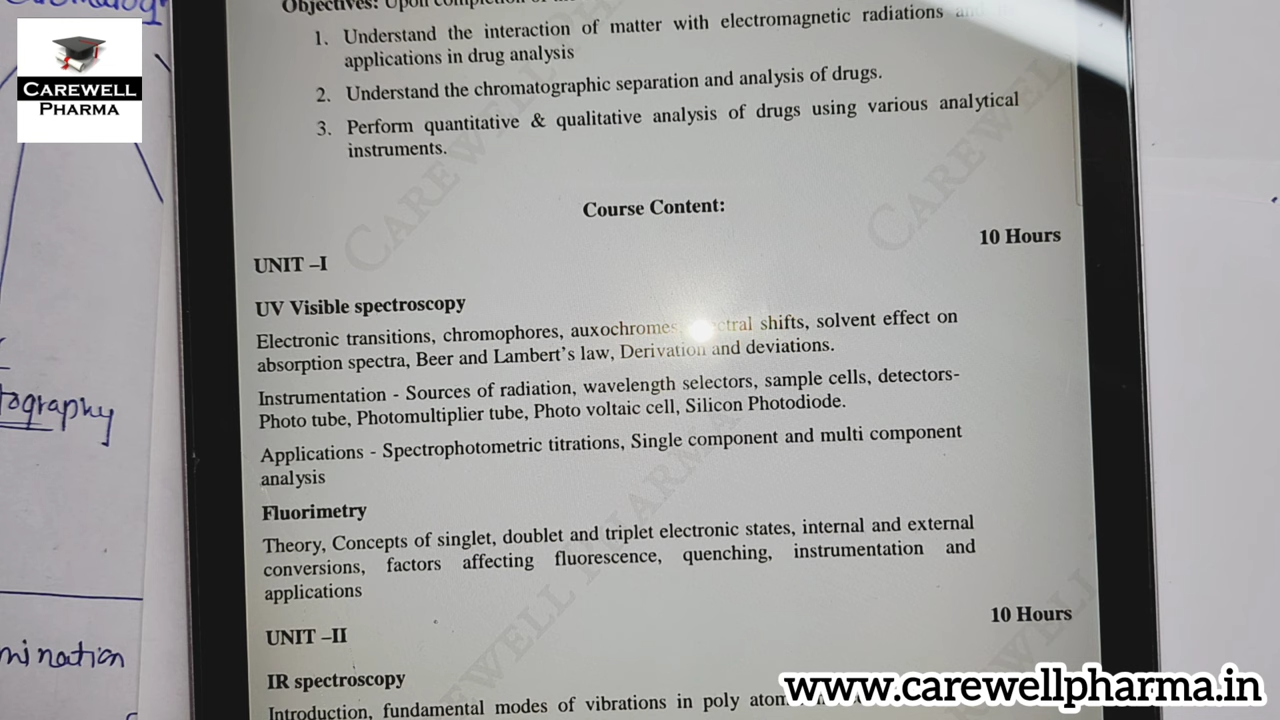 CAREWELL
PHARMA
Objectives: Upon completion of
1. Understand the interaction of matter with electromagnetic radiations and
applications in drug analysis
2. Understand the chromatographic separation and analysis of drugs.
3. Perform quantitative & qualitative analysis of drugs using various analytical
instruments.
Course Content:
10 Hours
UNIT –I
UV Visible spectroscopy
Electronic transitions, chromophores, auxochromes, shifts, solvent effect on
absorption spectra, Beer and Lambert's law, Derivation and deviations.
Instrumentation - Sources of radiation, wavelength selectors, sample cells, detectors-
Photo tube, Photomultiplier tube, Photo voltaic cell, Silicon Photodiode.
Applications - Spectrophotometric titrations, Single component and multi component
analysis
Fluorimetry
Theory, Concepts of singlet, doublet and triplet electronic states, internal and external
conversions, factors affecting fluorescence, quenching, instrumentation and
applications
10 Hours
UNIT –II
IR spectroscopy
Introduction, fundamental modes of vibrations in poly
tography
mination
www.carewellpharma.in